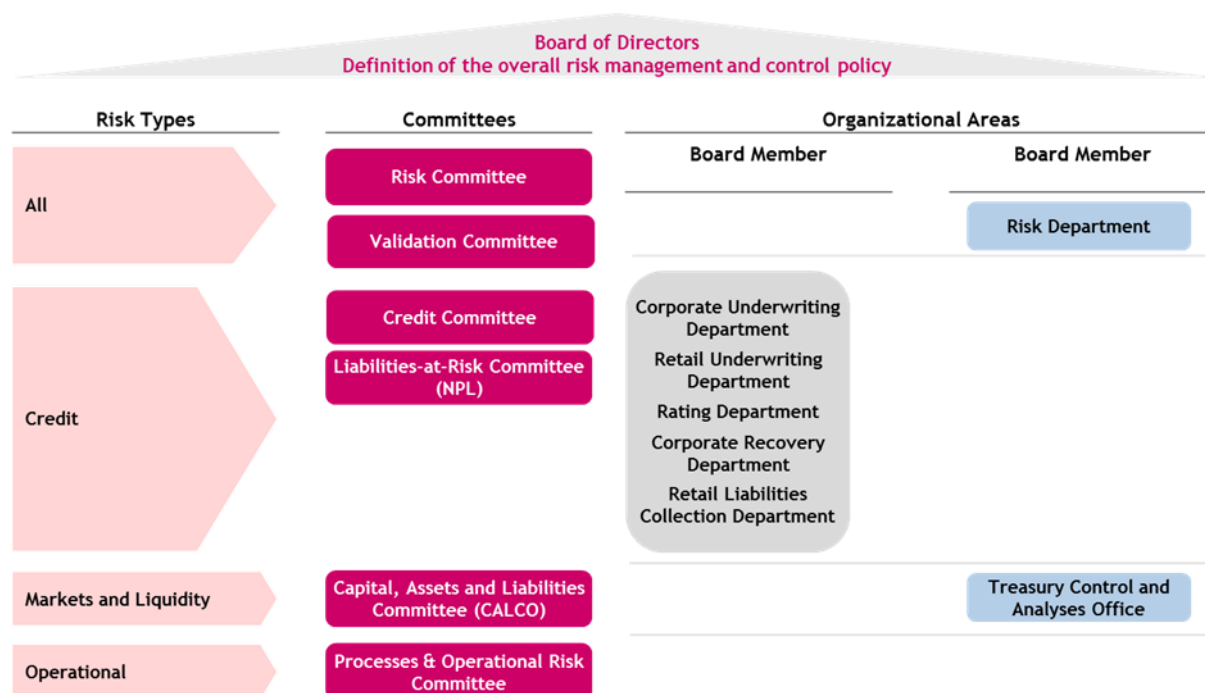 Board of Directors
Definition of the overall risk management and control policy
Risk Types
Committees
Organizational Areas
Board Member
Board Member
All
Risk Committee
Validation Committee
Risk Department
Credit
Credit Committee
Liabilities-at-Risk Committee
(NPL)
Corporate Underwriting
Department
Retail Underwriting
Department
Rating Department
Corporate Recovery
Department
Retail Liabilities
Collection Department
Markets and Liquidity
Capital, Assets and Liabilities
Committee (CALCO)
Treasury Control and
Analyses Office
Operational
Processes & Operational Risk
Committee